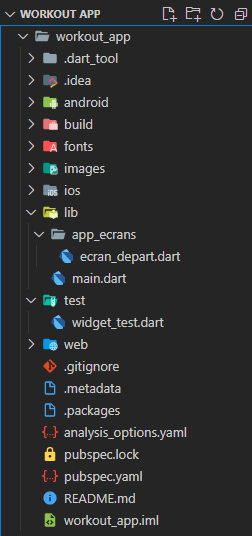 WORKOUT APP
workout_app
.dart_tool
.idea
android
build
fonts
images
ios
lib
app_ecrans
ecran_depart.dart
main.dart
test
widget_test.dart
web
.gitignore
.metadata
.packages
analysis_options.yaml
pubspec.lock
pubspec.yaml
README.md
workout_app.iml